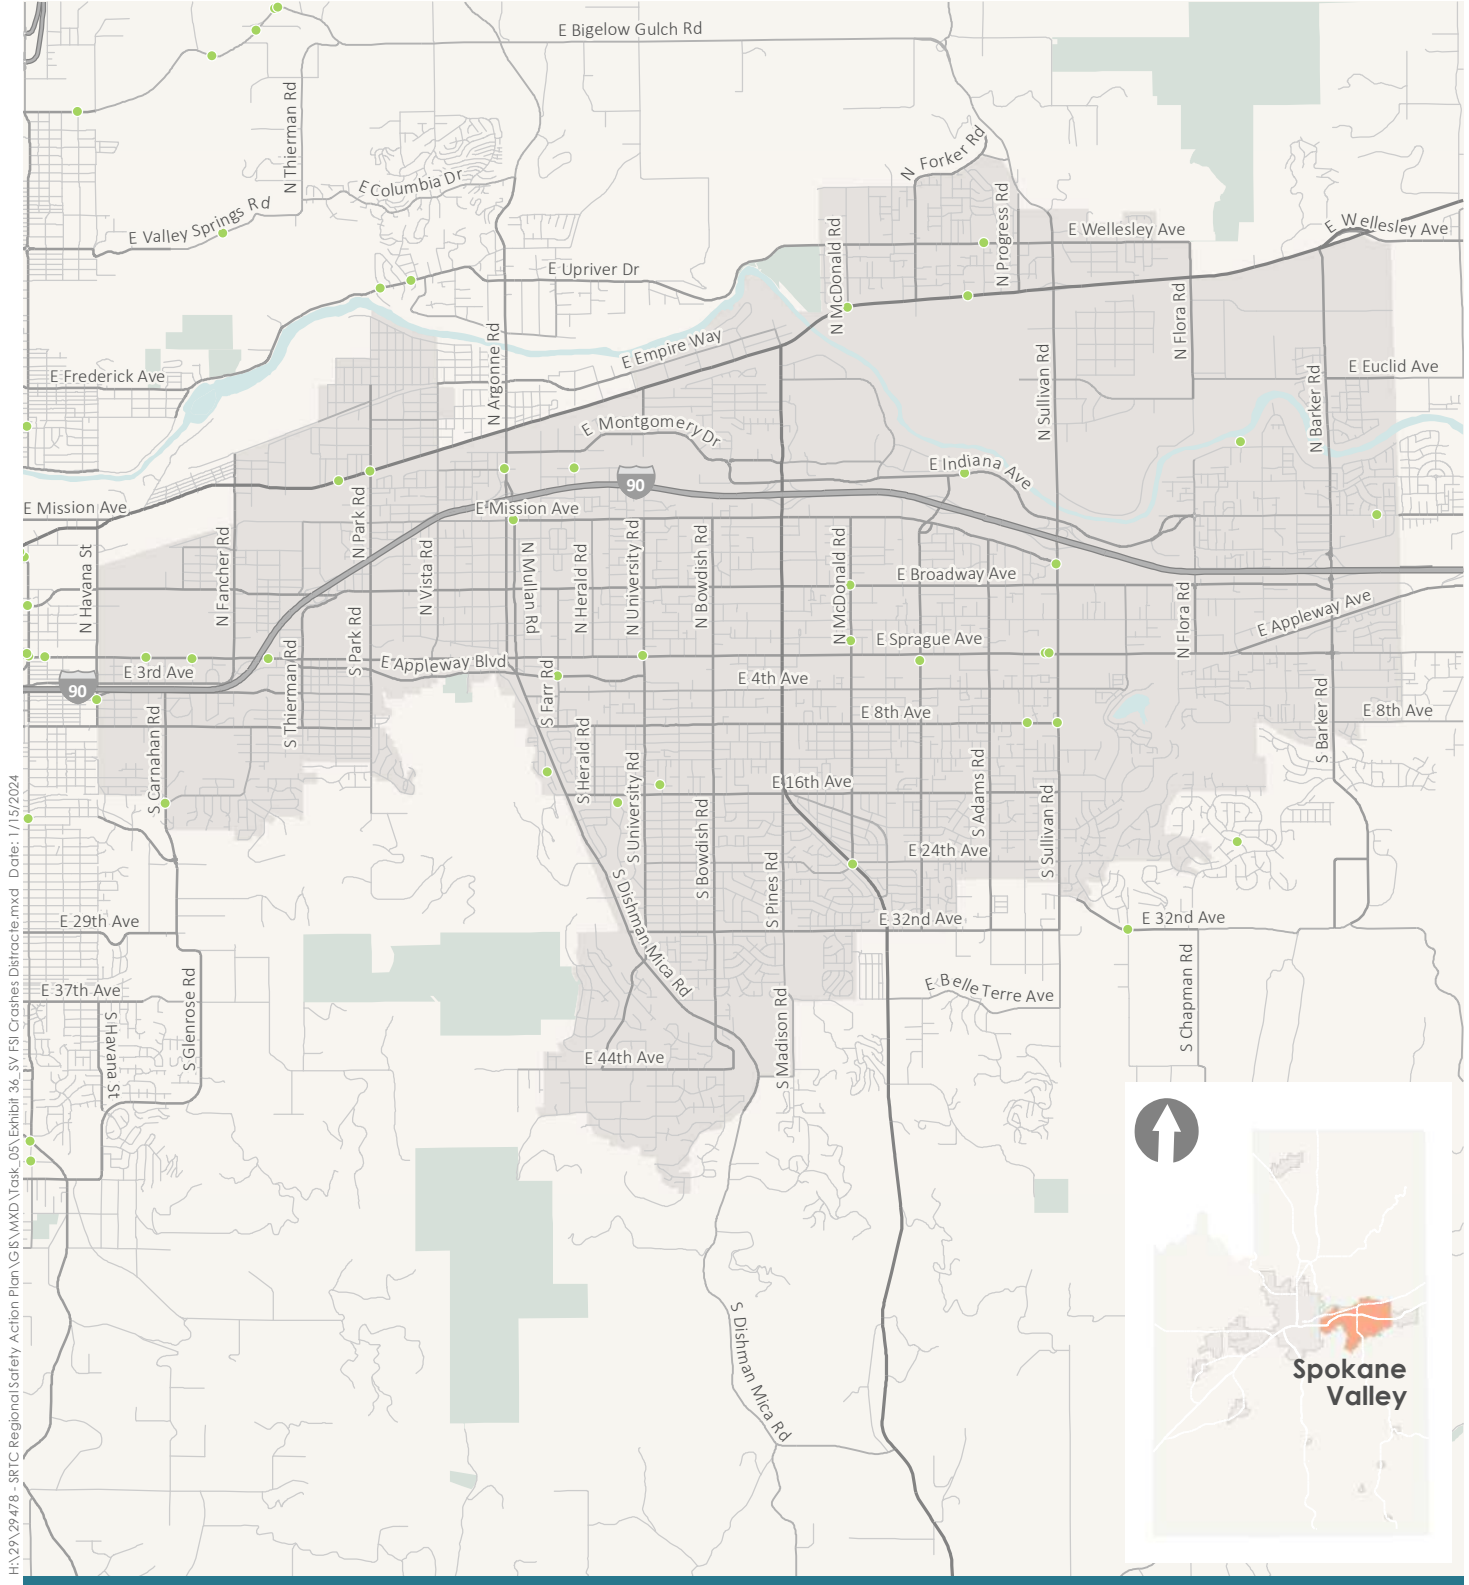 E Bigelow Gulch Rd
N Thierman Rd
N Forker Rd
E Columbia Dr
N Progress Rd
E Valley Springs Rd
N McDonald Rd
E Wellesley Ave
E Wellesley Ave
E Upriver Dr
N Flora Rd
N Argonne Rd
E Empire Way
N Sullivan Rd
E Frederick Ave
E Euclid Ave
N Barker Rd
E Montgomery Dr
E Indiana Ave
90
E Mission Ave
E Mission Ave
N Park Rd
N Havana St
N Fancher Rd
N Vista Rd
N Mullan Rd
N Herald Rd
N University Rd
N Bowdish Rd
N McDonald Rd
E Broadway Ave
N Flora Rd
E Appleway Ave
S Park Rd
E Sprague Ave
E 3rd Ave
S Thierman Rd
E Appleway Blvd
90
S Farr Rd
E 4th Ave
S Carnahan Rd
E 8th Ave
S Barker Rd
E 8th Ave
S Herald Rd
S University Rd
E 16th Ave
S Adams Rd
S Sullivan Rd
S Bowdish Rd
S Pines Rd
E 24th Ave
S Dishman Mica Rd
E 29th Ave
E 32nd Ave
E 32nd Ave
E 37th Ave
S Glenrose Rd
E Belle Terre Ave
S Havana St
S Madison Rd
S Chapman Rd
E 44th Ave
S Dishman Mica Rd
Spokane
Valley
H:\29\29478 - SRTC Regional Safety Action Plan\GIS\MXD\Task_05\Exhibit 36_SV FSI Crashes Distracte.mxd Date: 1/15/2024